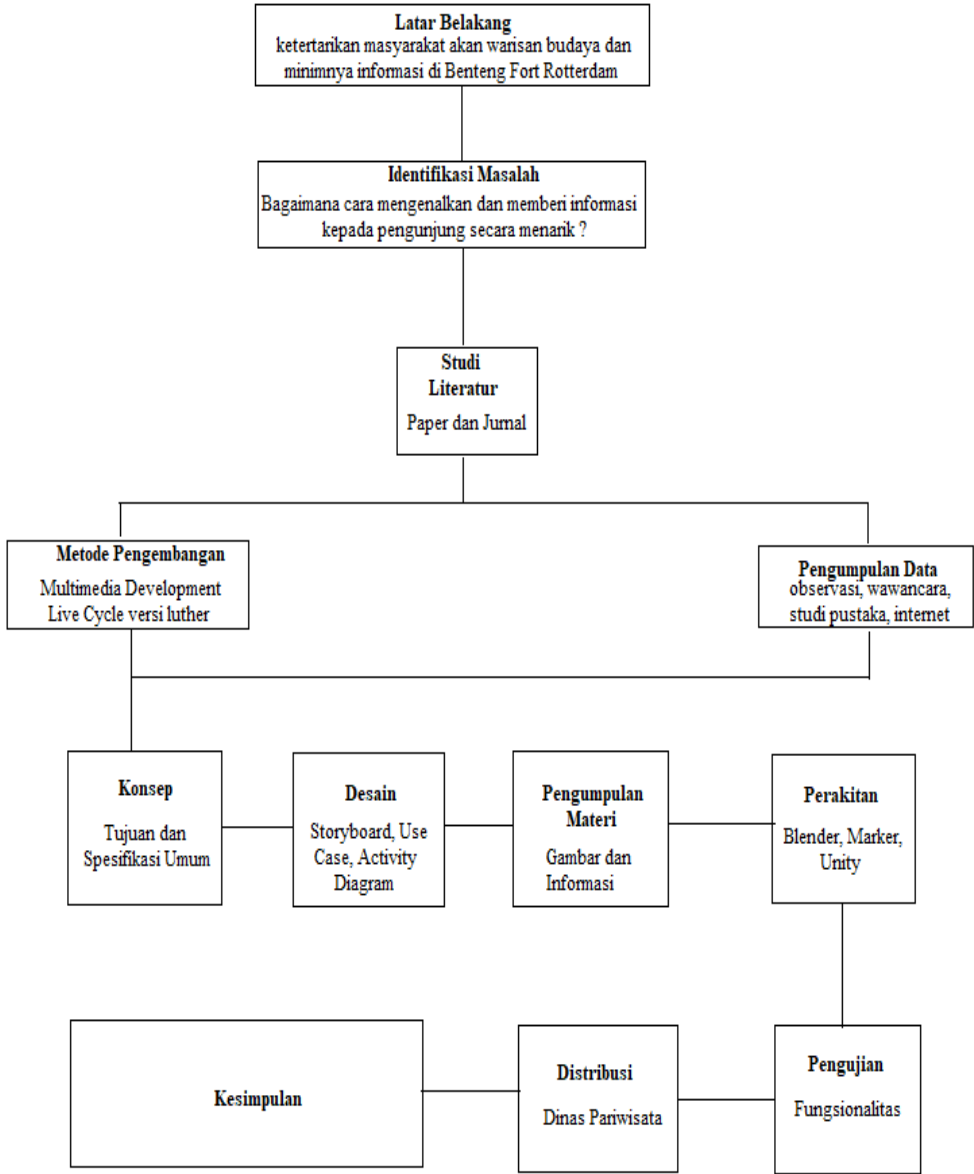 Latar Belakang
ketertarikan masyarakat akan warisan budaya dan
minimnya informasi di Benteng Fort Rotterdam
Identifikasi Masalah
Bagaimana cara mengenalkan dan memberi informasi
kepada pengunjung secara menarik ?
Studi
Literatur
Paper dan Jurnal
Metode Pengembangan
Multimedia Development
Live Cycle versi luther
Pengumpulan Data
observasi, wawancara,
studi pustaka, internet
Konsep
Tujuan dan
Spesifikasi Umum
Desain
Storyboard, Use
Case, Activity
Diagram
Pengumpulan
Materi
Gambar dan
Informasi
Perakitan
Blender, Marker,
Unity
Pengujian
Fungsionalitas
Distribusi
Dinas Pariwisata
Kesimpulan